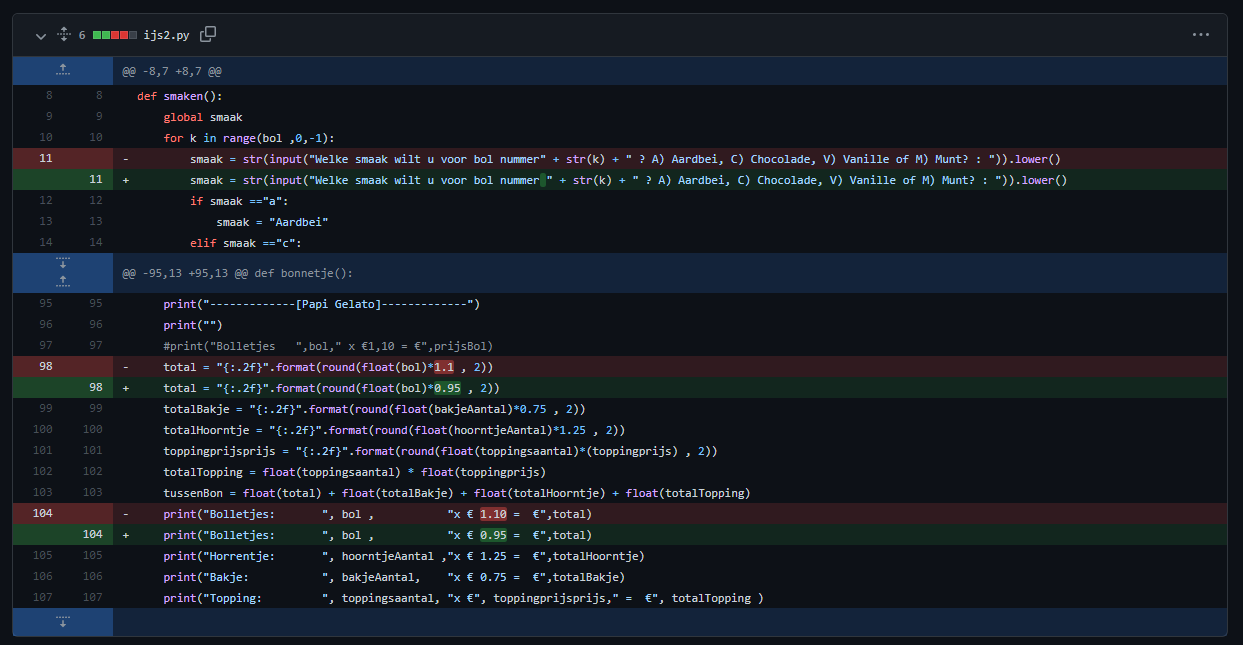 6 ijs2.py
@@ -8,7 +8,7 @@
8 8 def smaken():
9 9 global smaak
10 10 for k in range(bol ,0,-1):
11 - smaak = str(input("Welke smaak wilt u voor bol nummer" + str(k) + " ? A) Aardbei, C) Chocolade, V) Vanille of M) Munt? : ")).lower()
11 + smaak = str(input("Welke smaak wilt u voor bol nummer " + str(k) + " ? A) Aardbei, C) Chocolade, V) Vanille of M) Munt? : ")).lower()
12 12 if smaak =="a":
13 13 smaak = "Aardbei"
14 14 elif smaak =="c":
@@ -95,13 +95,13 @@ def bonnetje():
95 95 print("-------------[Papi Gelato]-------------")
96 96 print("")
97 97 #print("Bolletjes   ",bol," x €1,10 = €",prijsBol)
98 - total = "{:.2f}".format(round(float(bol)*1.1 , 2))
98 + total = "{:.2f}".format(round(float(bol)*0.95 , 2))
99 99 totalBakje = "{:.2f}".format(round(float(bakjeAantal)*0.75 , 2))
100 100 totalHoorntje = "{:.2f}".format(round(float(hoorntjeAantal)*1.25 , 2))
101 101 toppingprijsprijs = "{:.2f}".format(round(float(toppingsaantal)*(toppingprijs) , 2))
102 102 totalTopping = float(toppingsaantal) * float(toppingprijs)
103 103 tussenBon = float(total) + float(totalBakje) + float(totalHoorntje) + float(totalTopping)
104 - print("Bolletjes:       ", bol ,           "x € 1.10 =  €",total)
104 + print("Bolletjes:       ", bol ,           "x € 0.95 =  €",total)
105 105 print("Horrentje:       ", hoorntjeAantal ,"x € 1.25 =  €",totalHoorntje)
106 106 print("Bakje:           ", bakjeAantal,    "x € 0.75 =  €",totalBakje)
107 107 print("Topping:         ", toppingsaantal, "x €", toppingprijsprijs," =  €", totalTopping )